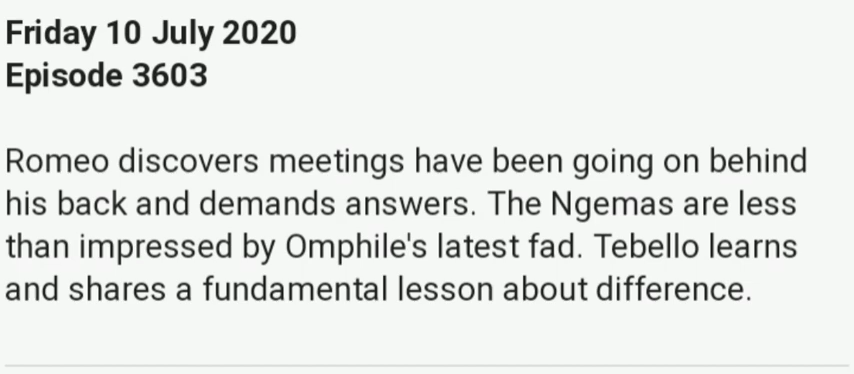 Friday 10 July 2020
Episode 3603
Romeo discovers meetings have been going on behind
his back and demands answers. The Ngemas are less
than impressed by Omphile's latest fad. Tebello learns
and shares a fundamental lesson about difference.